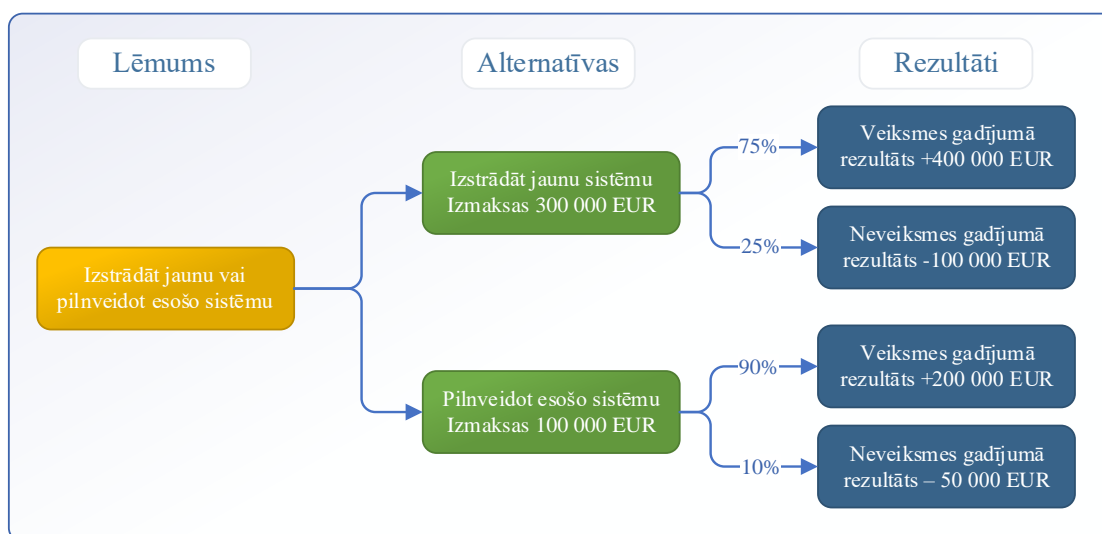 Lēmums
Alternatīvas
Rezultāti
Izstrādāt jaunu vai
pilnveidot esošo sistēmu
Izstrādāt jaunu sistēmu
Izmaksas 300 000 EUR
75%
Veiksmes gadījumā
rezultāts +400 000 EUR
25%
Neveiksmes gadījumā
rezultāts -100 000 EUR
Pilnveidot esošo sistēmu
Izmaksas 100 000 EUR
90%
Veiksmes gadījumā
rezultāts +200 000 EUR
10%
Neveiksmes gadījumā
rezultāts – 50 000 EUR